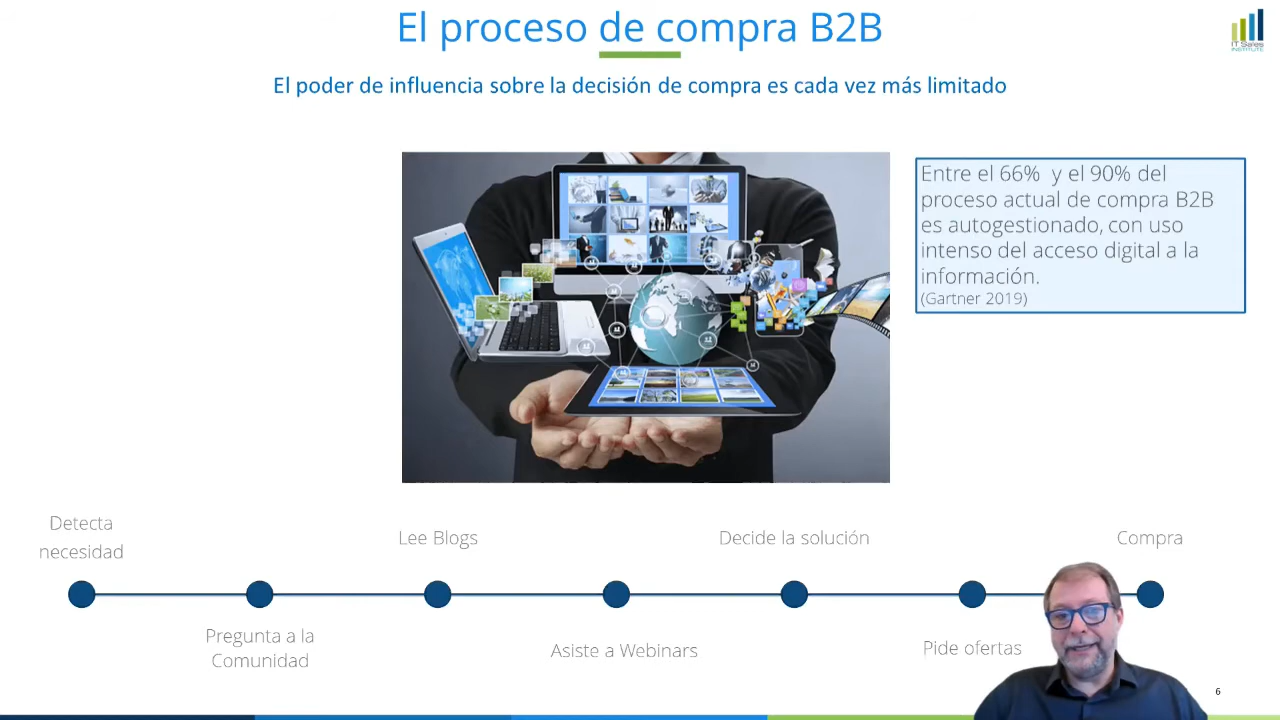 El proceso de compra B2B
IT Sales
INSTITUTE
El poder de influencia sobre la decisión de compra es cada vez más limitado
Entre el 66% y el 90% del
proceso actual de compra B2B
es autogestionado, con uso
intenso del acceso digital a la
información.
(Gartner 2019)
Detecta
necesidad
Pregunta a la
Comunidad
Lee Blogs
Asiste a Webinars
Decide la solución
Pide ofertas
Compra
6